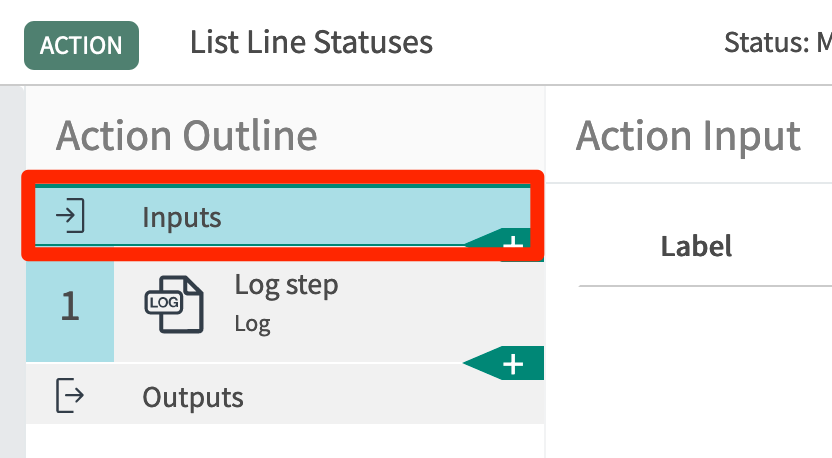 ACTION
List Line Statuses
Status: M
Action Outline
Action Input
Inputs
+
Label
1
LOG
Log step
Log
+
Outputs